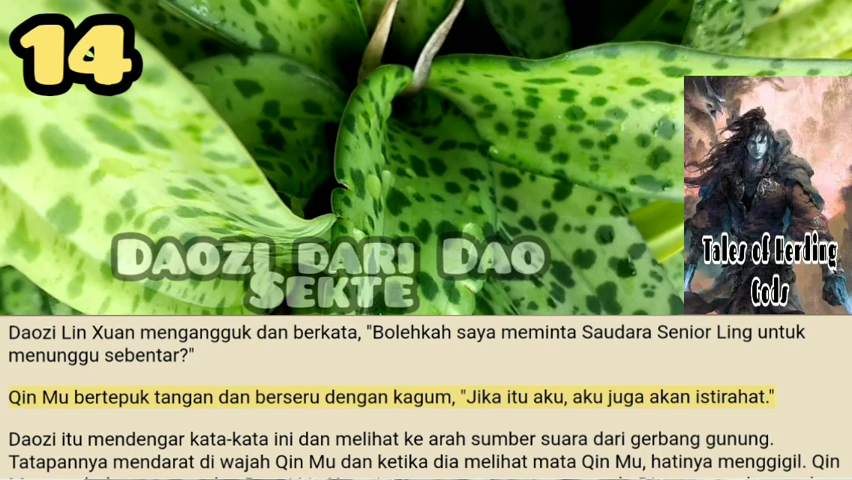 14
Daozi dari Dao
Sekte
Tales of Herding
Gods
Daozi Lin Xuan mengangguk dan berkata, "Bolehkah saya meminta Saudara Senior Ling untuk
menunggu sebentar?"
Qin Mu bertepuk tangan dan berseru dengan kagum, "Jika itu aku, aku juga akan istirahat."
Daozi itu mendengar kata-kata ini dan melihat ke arah sumber suara dari gerbang gunung.
Tatapannya mendarat di wajah Qin Mu dan ketika dia melihat mata Qin Mu, hatinya menggigil. Qin